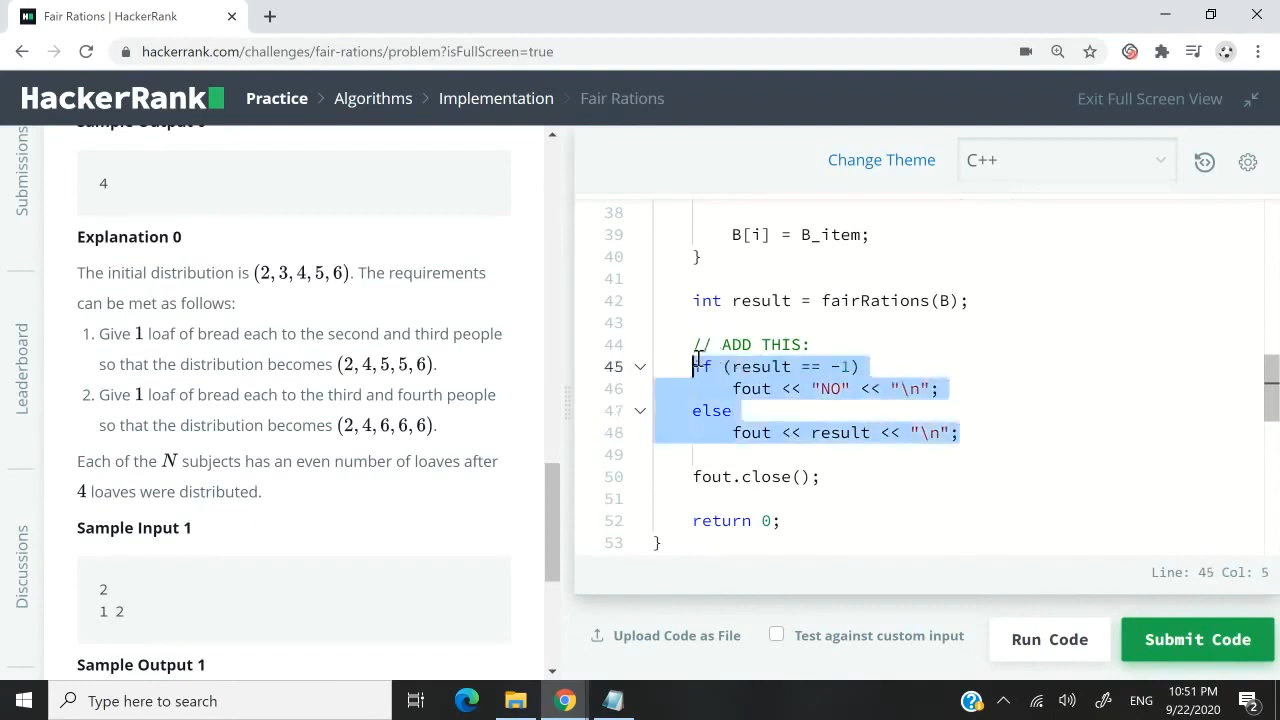 Fair Rations | HackerRank
hackerrank.com/challenges/fair-rations/problem?isFullScreen=true
HackerRank
Practice > Algorithms > Implementation > Fair Rations
Exit Full Screen View
Submissions
Leaderboard
Discussions
Sample Output 0
4
Explanation 0
The initial distribution is (2, 3, 4, 5, 6). The requirements
can be met as follows:
1. Give 1 loaf of bread each to the second and third people
so that the distribution becomes (2, 4, 5, 5, 6).
2. Give 1 loaf of bread each to the third and fourth people
so that the distribution becomes (2, 4, 6, 6, 6).
Each of the N subjects has an even number of loaves after
4 loaves were distributed.
Sample Input 1
2
1 2
Sample Output 1
Change Theme
C++
38
39 B[i] = B_item;
40 }
41
42 int result = fairRations(B);
43
44 // ADD THIS:
45 if (result == -1)
46 fout << "NO" << "\n";
47 else
48 fout << result << "\n";
49
50 fout.close();
51
52 return 0;
53 }
Line: 45 Col: 5
Upload Code as File
Test against custom input
Run Code
Submit Code
Type here to search
ENG
10:51 PM
9/22/2020
2